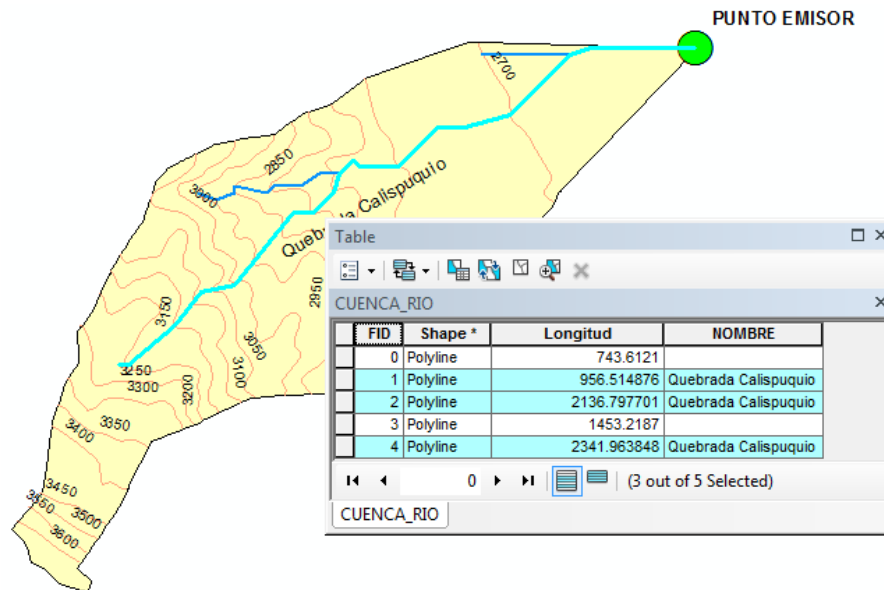 PUNTO EMISOR
2700
2850
3000
Quebrada Calispuquio
2950
3150
3050
3100
3250
3300
3200
3350
3400
3450
3550
3500
3600
Table
CUENCA_RIO
FID Shape * Longitud NOMBRE
0 Polyline 743.6121
1 Polyline 956.514876 Quebrada Calispuquio
2 Polyline 2136.797701 Quebrada Calispuquio
3 Polyline 1453.2187
4 Polyline 2341.963848 Quebrada Calispuquio
0 (3 out of 5 Selected)
CUENCA_RIO